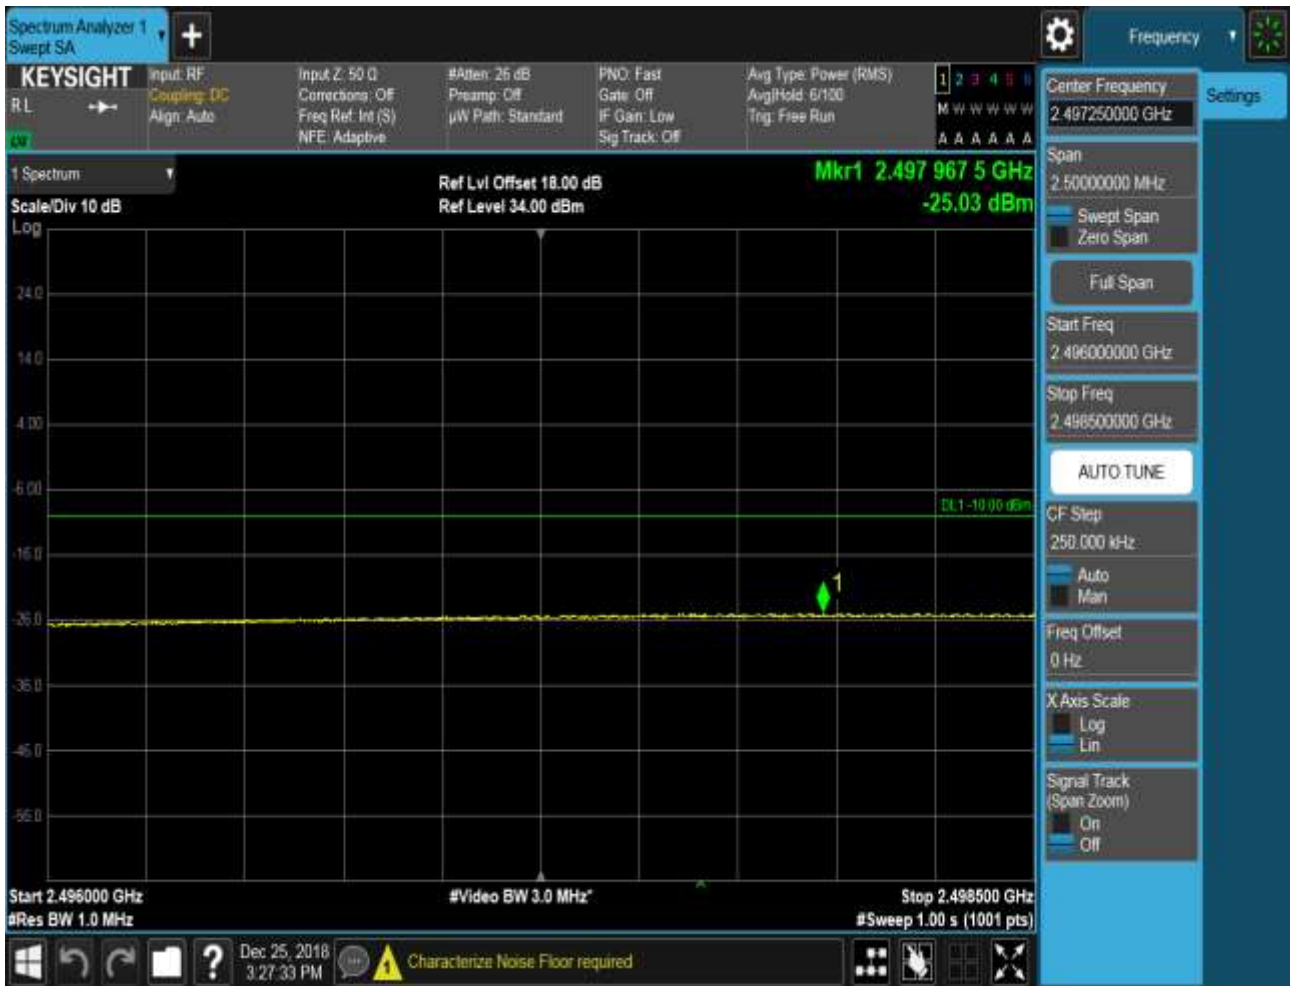 Spectrum Analyzer 1
Swept SA
+
Frequency
KEYSIGHT
RL
Input: RF
Coupling: DC
Align: Auto
Input Z: 50 Ω
Corrections: Off
Freq Ref: Int (S)
NFE: Adaptive
#Atten: 26 dB
Preamp: Off
µW Path: Standard
PNO: Fast
Gate: Off
IF Gain: Low
Sig Track: Off
Avg Type: Power (RMS)
Avg|Hold: 6/100
Trig: Free Run
1 2 3 4 5 6
M W W W W W
A A A A A A
1 Spectrum
Scale/Div 10 dB
Log
Ref Lvl Offset 18.00 dB
Ref Level 34.00 dBm
Mkr1 2.497 967 5 GHz
-25.03 dBm
24.0
14.0
4.00
-6.00
-16.0
-26.0
-36.0
-46.0
-56.0
DL1 -10.00 dBm
1
Start 2.496000 GHz
#Res BW 1.0 MHz
#Video BW 3.0 MHz*
Stop 2.498500 GHz
#Sweep 1.00 s (1001 pts)
Center Frequency
2.497250000 GHz
Settings
Span
2.50000000 MHz
Swept Span
Zero Span
Full Span
Start Freq
2.496000000 GHz
Stop Freq
2.498500000 GHz
AUTO TUNE
CF Step
250.000 kHz
Auto
Man
Freq Offset
0 Hz
X Axis Scale
Log
Lin
Signal Track
(Span Zoom)
On
Off
?
Dec 25, 2018
3:27:33 PM
1
Characterize Noise Floor required